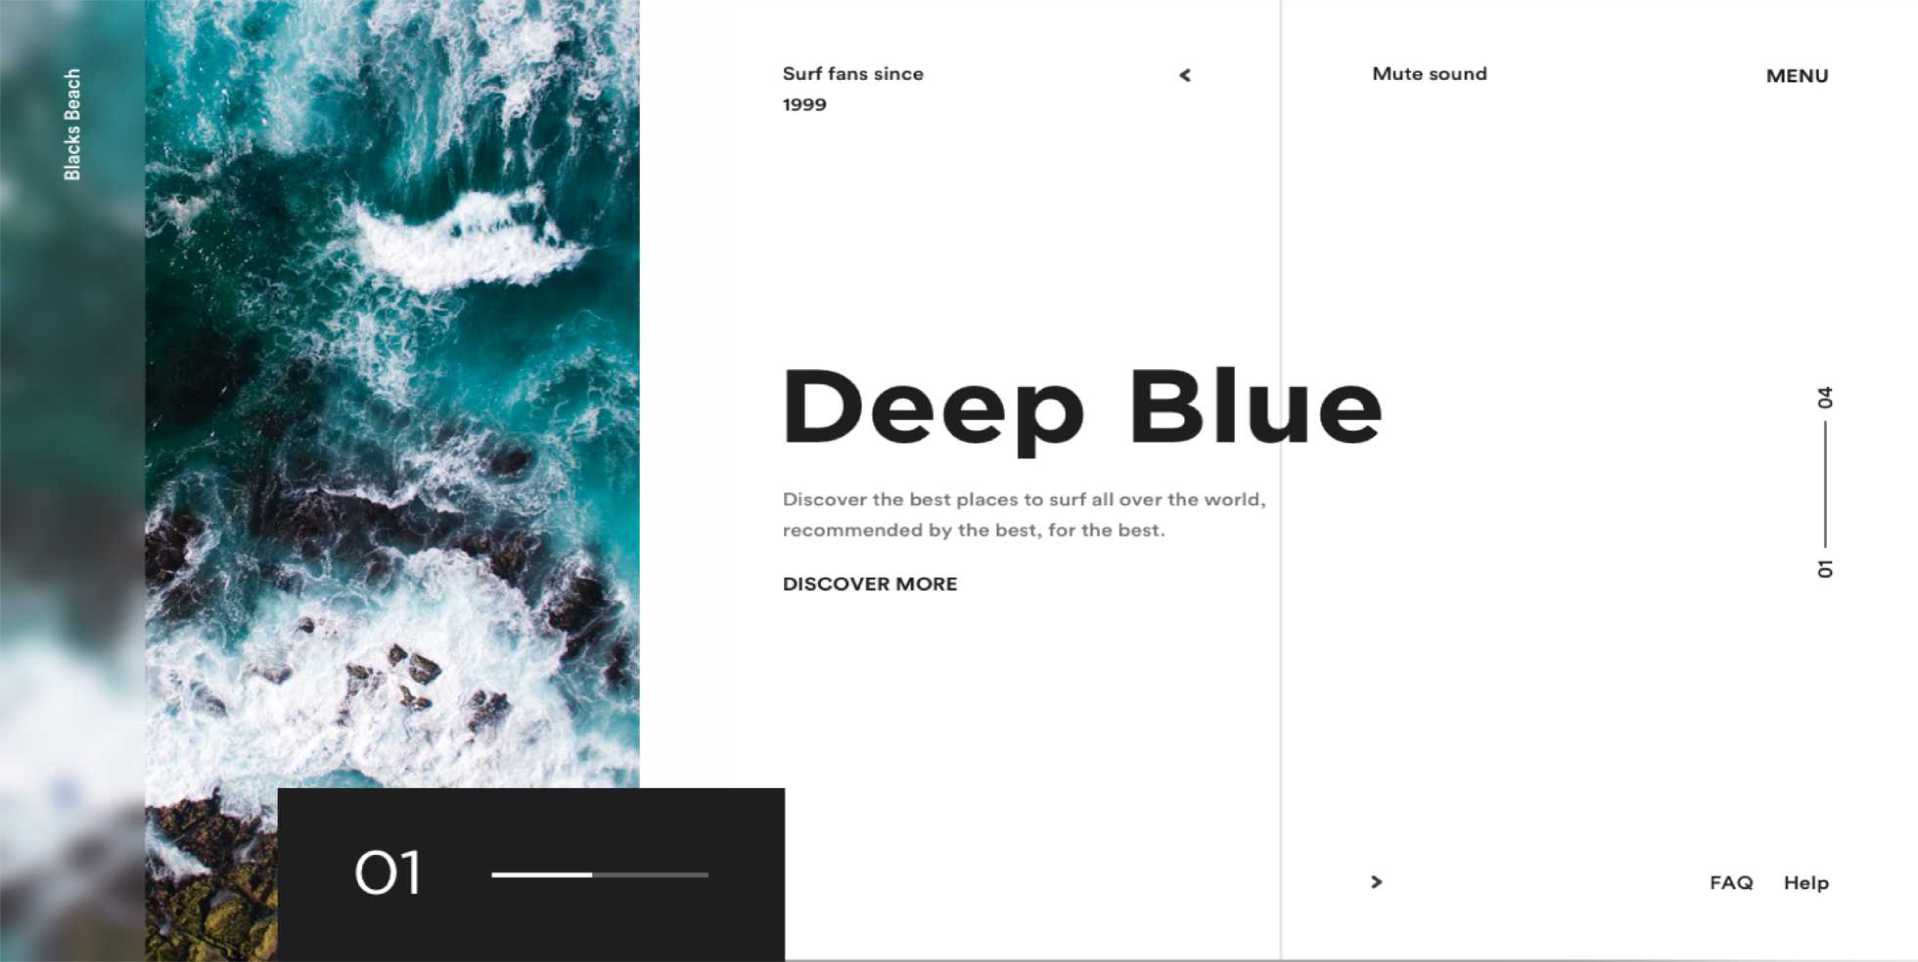 Blacks Beach
Surf fans since
1999
<
Mute sound
MENU
Deep Blue
Discover the best places to surf all over the world,
recommended by the best, for the best.
DISCOVER MORE
04
01
01
>
FAQ
Help